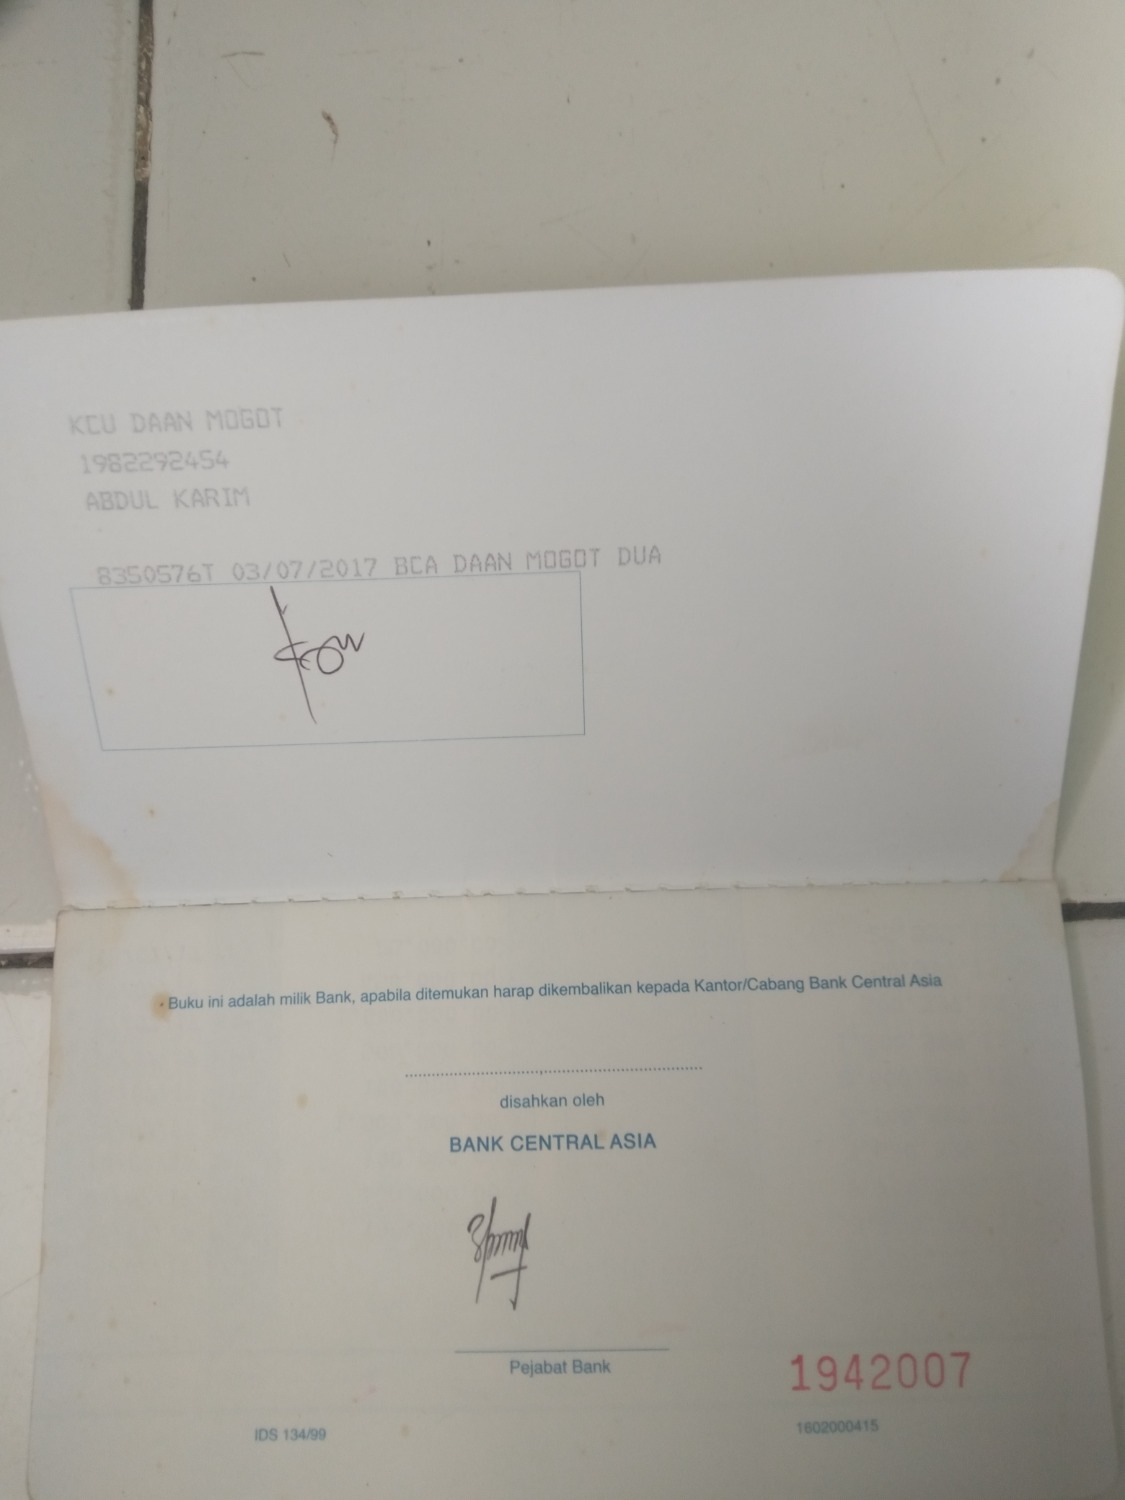 KCU DAAN MOGOT
1982292454
ABDUL KARIM
8350576T 03/07/2017 BCA DAAN MOGOT DUA
Buku ini adalah milik Bank, apabila ditemukan harap dikembalikan kepada Kantor/Cabang Bank Central Asia
disahkan oleh
BANK CENTRAL ASIA
Pejabat Bank
1942007
IDS 134/99
1602000415